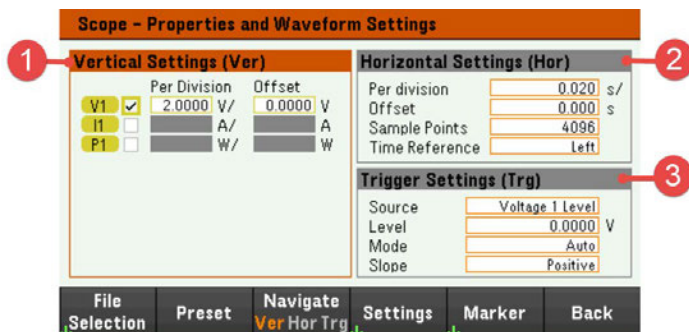 Scope – Properties and Waveform Settings
1
Vertical Settings (Ver)
Per Division Offset
V1 2.0000 V/ 0.0000 V
I1 A/ A
P1 W/ W
2
Horizontal Settings (Hor)
Per division 0.020 s/
Offset 0.000 s
Sample Points 4096
Time Reference Left
3
Trigger Settings (Trg)
Source Voltage 1 Level
Level 0.0000 V
Mode Auto
Slope Positive
File Selection
Preset
Navigate
Ver Hor Trg
Settings
Marker
Back